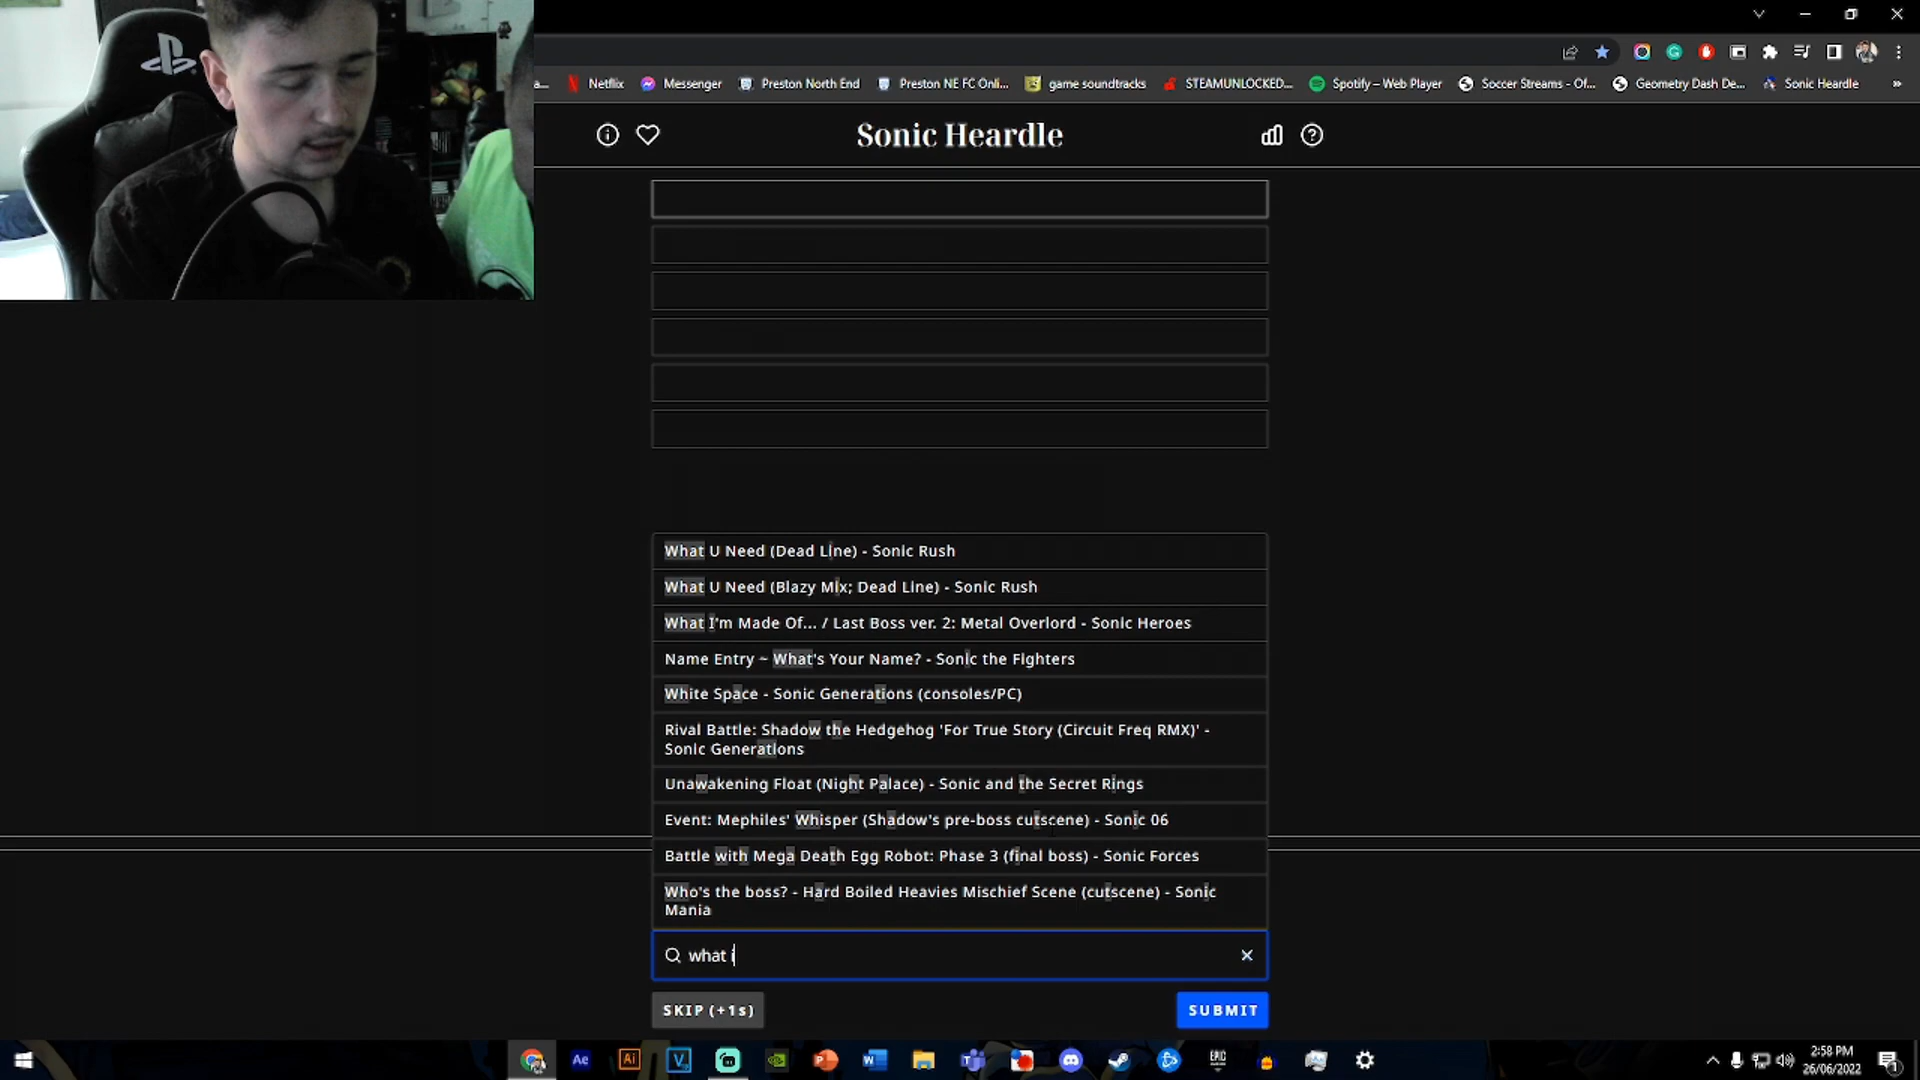 Netflix
Messenger
Preston North End
Preston NE FC Onli...
game soundtracks
STEAMUNLOCKED...
Spotify – Web Player
Soccer Streams - Of...
Geometry Dash De...
Sonic Heardle
Sonic Heardle
What U Need (Dead Line) - Sonic Rush
What U Need (Blazy Mix; Dead Line) - Sonic Rush
What I'm Made Of... / Last Boss ver. 2: Metal Overlord - Sonic Heroes
Name Entry ~ What's Your Name? - Sonic the Fighters
White Space - Sonic Generations (consoles/PC)
Rival Battle: Shadow the Hedgehog 'For True Story (Circuit Freq RMX)' -
Sonic Generations
Unawakening Float (Night Palace) - Sonic and the Secret Rings
Event: Mephiles' Whisper (Shadow's pre-boss cutscene) - Sonic 06
Battle with Mega Death Egg Robot: Phase 3 (final boss) - Sonic Forces
Who's the boss? - Hard Boiled Heavies Mischief Scene (cutscene) - Sonic
Mania
what i
SKIP (+1s)
SUBMIT
Ae
Ai
EPIC
2:58 PM
26/06/2022